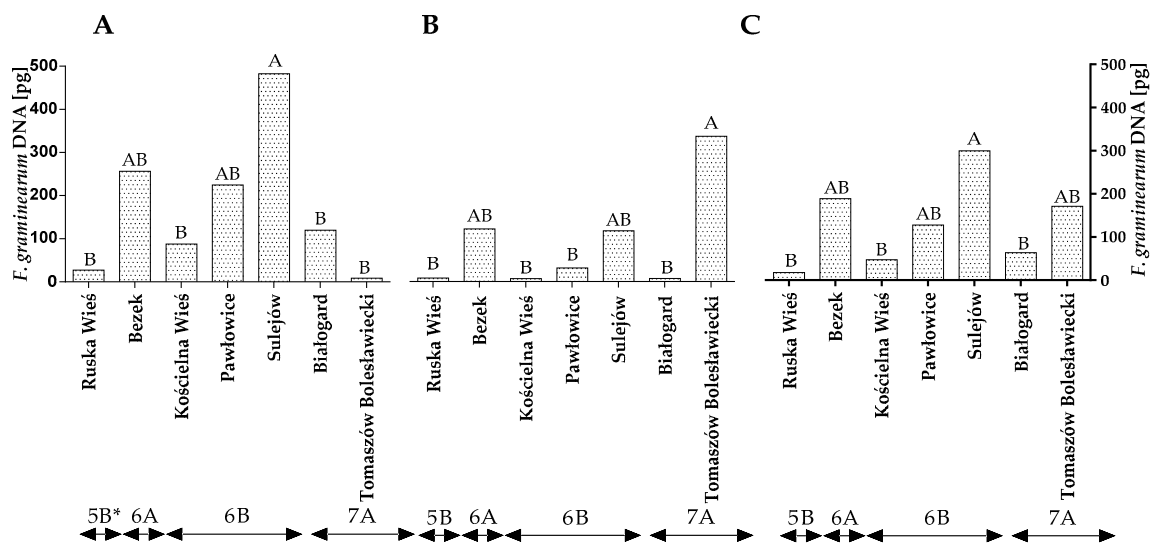 A
B
C
F. graminearum DNA [pg]
500
400
300
200
100
0
B
AB
B
AB
A
B
B
Ruska Wieś
Bezek
Kościelna Wieś
Pawłowice
Sulejów
Białogard
Tomaszów Bolesławiecki
5B*
6A
6B
7A
B
AB
B
B
AB
B
A
Ruska Wieś
Bezek
Kościelna Wieś
Pawłowice
Sulejów
Białogard
Tomaszów Bolesławiecki
5B
6A
6B
7A
B
AB
B
AB
A
B
AB
500
400
300
200
100
0
F. graminearum DNA [pg]
Ruska Wieś
Bezek
Kościelna Wieś
Pawłowice
Sulejów
Białogard
Tomaszów Bolesławiecki
5B
6A
6B
7A